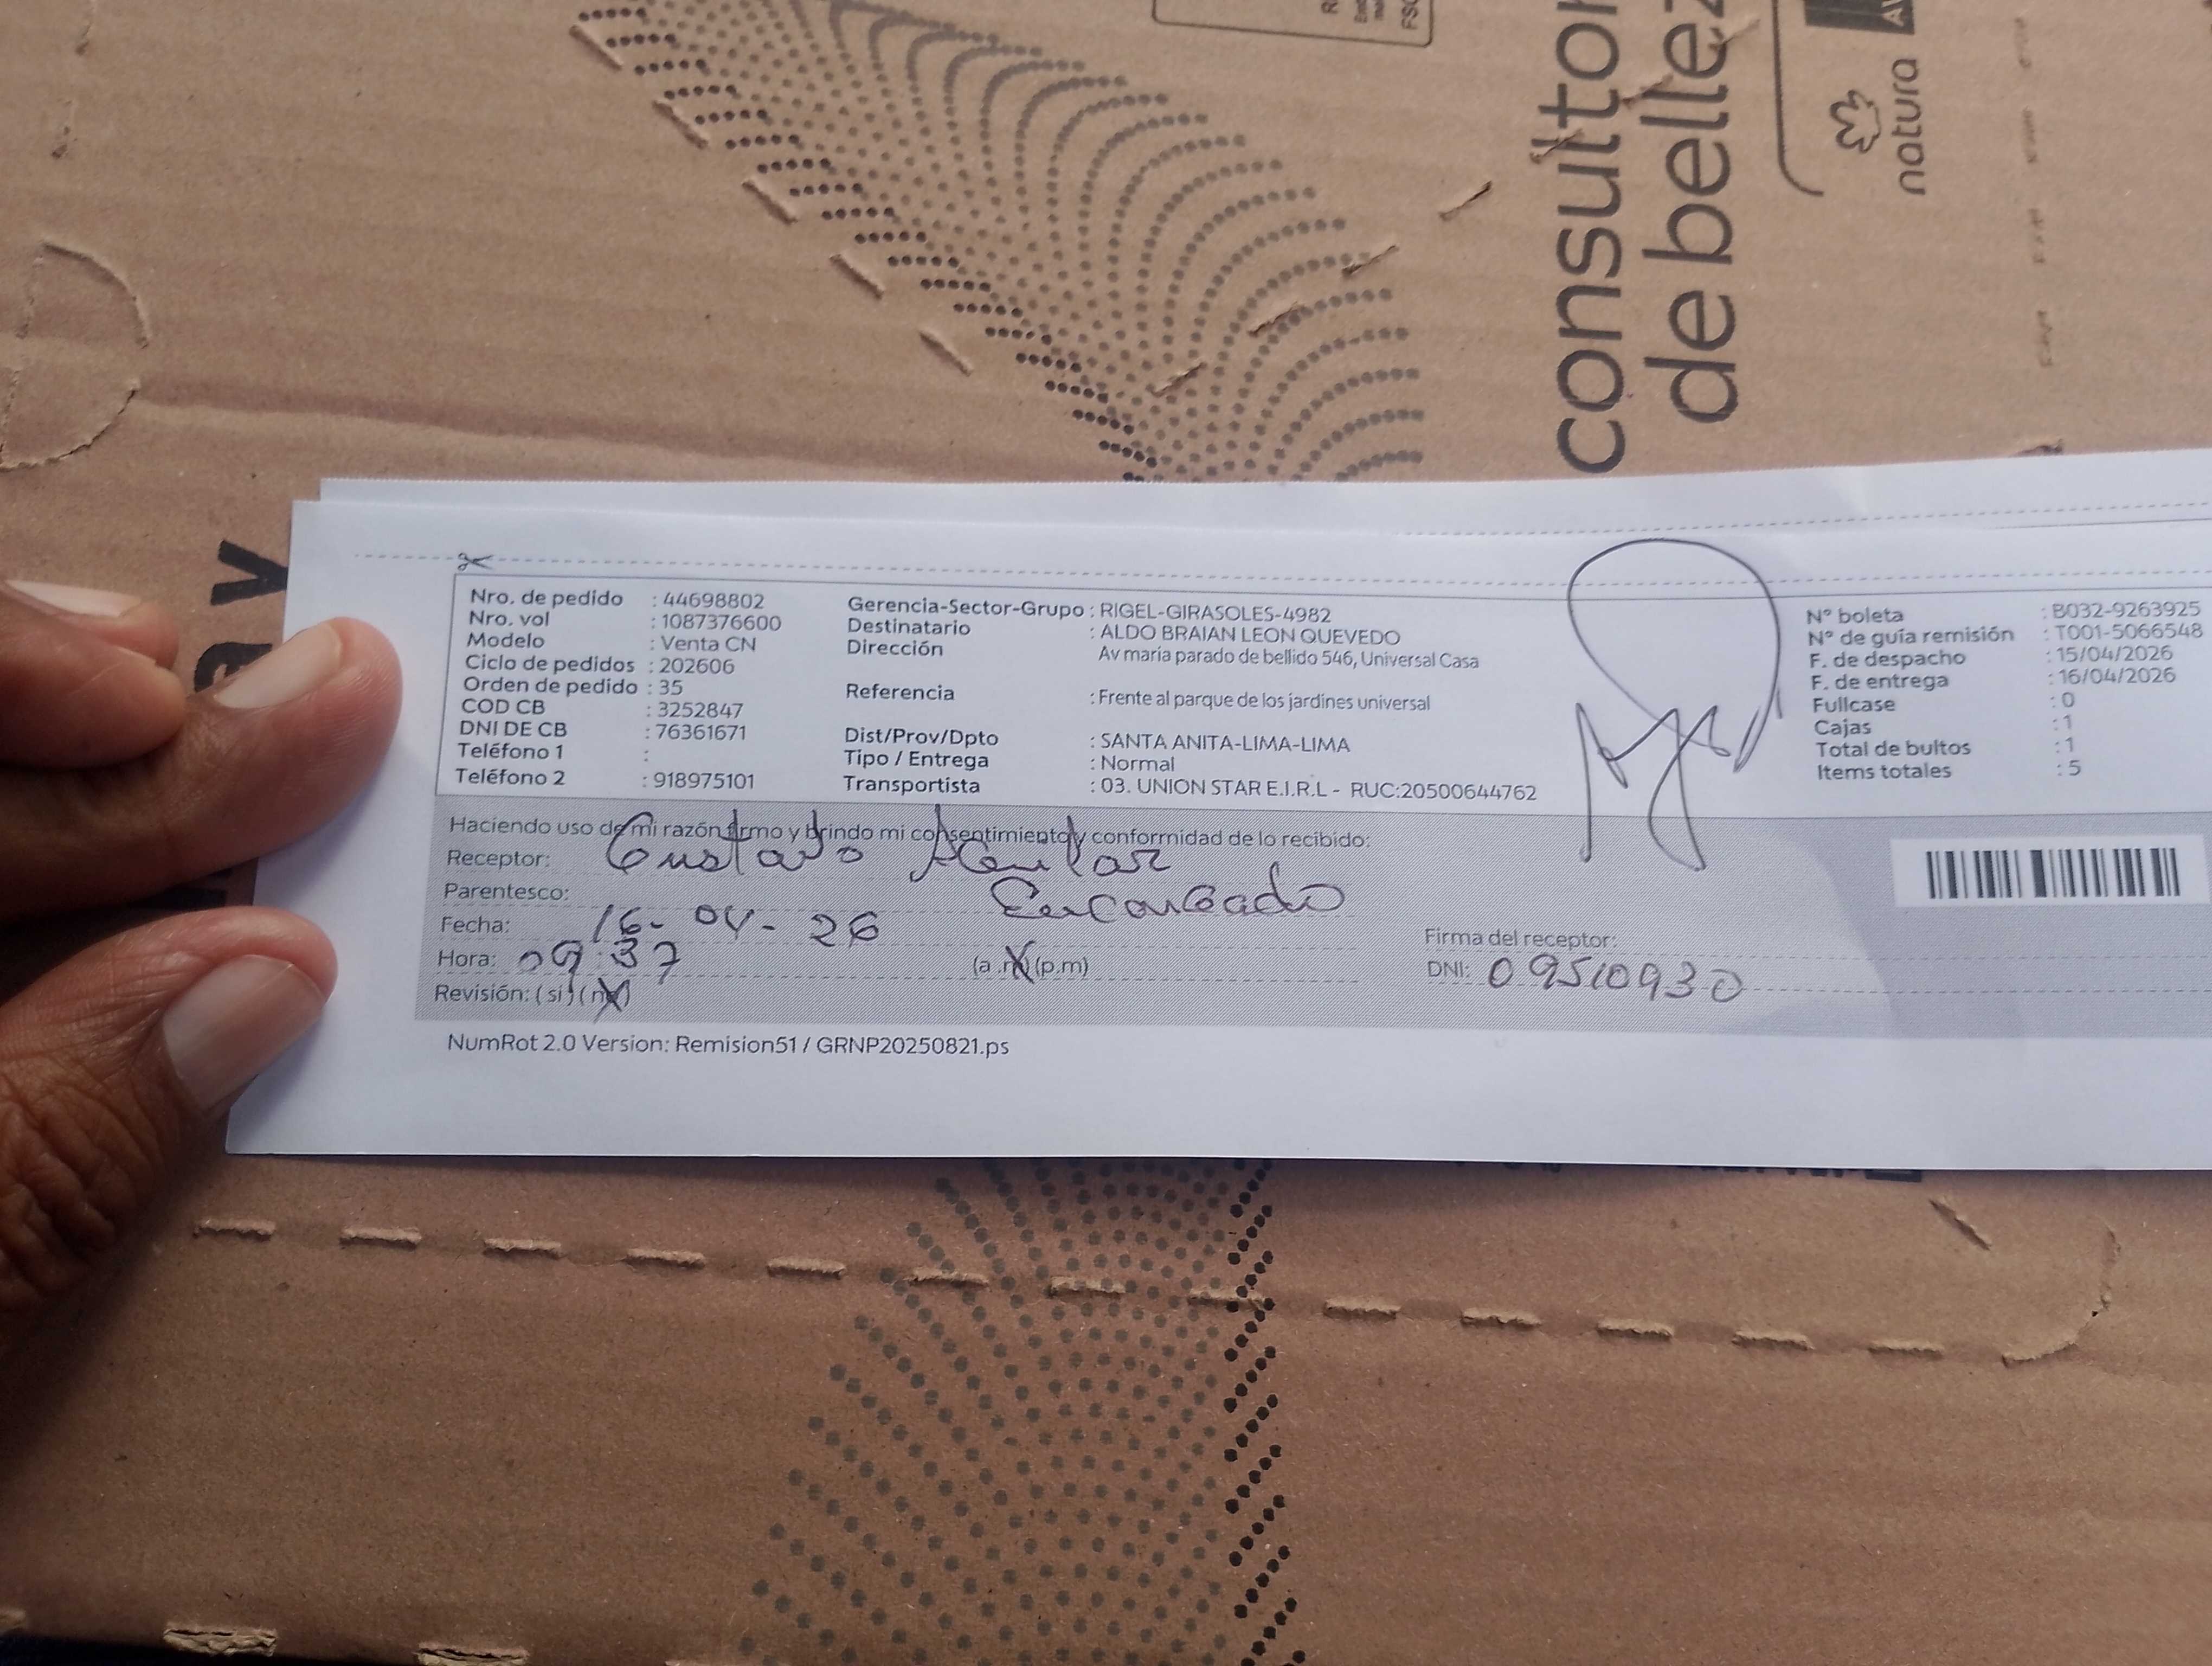 consultor
de bellez
natura
Nro. de pedido : 44698802
Nro. vol : 1087376600
Modelo : Venta CN
Ciclo de pedidos : 202606
Orden de pedido : 35
COD CB : 3252847
DNI DE CB : 76361671
Teléfono 1 :
Teléfono 2 : 918975101
Gerencia-Sector-Grupo : RIGEL-GIRASOLES-4982
Destinatario : ALDO BRAIAN LEON QUEVEDO
Dirección Av maria parado de bellido 546, Universal Casa
Referencia : Frente al parque de los jardines universal
Dist/Prov/Dpto : SANTA ANITA-LIMA-LIMA
Tipo / Entrega : Normal
Transportista : 03. UNION STAR E.I.R.L - RUC:20500644762
N° boleta : B032-9263925
N° de guía remisión : T001-5066548
F. de despacho : 15/04/2026
F. de entrega : 16/04/2026
Fullcase : 0
Cajas : 1
Total de bultos : 1
Items totales : 5
Haciendo uso de mi razón firmo y brindo mi consentimiento y conformidad de lo recibido:
Receptor: Gustavo
Parentesco: Encargado
Fecha: 16-04-26
Hora: 09:37 (a.m) (p.m)
Revisión: (si) (no)
Firma del receptor:
DNI: 09510930
NumRot 2.0 Version: Remision51 / GRNP20250821.ps